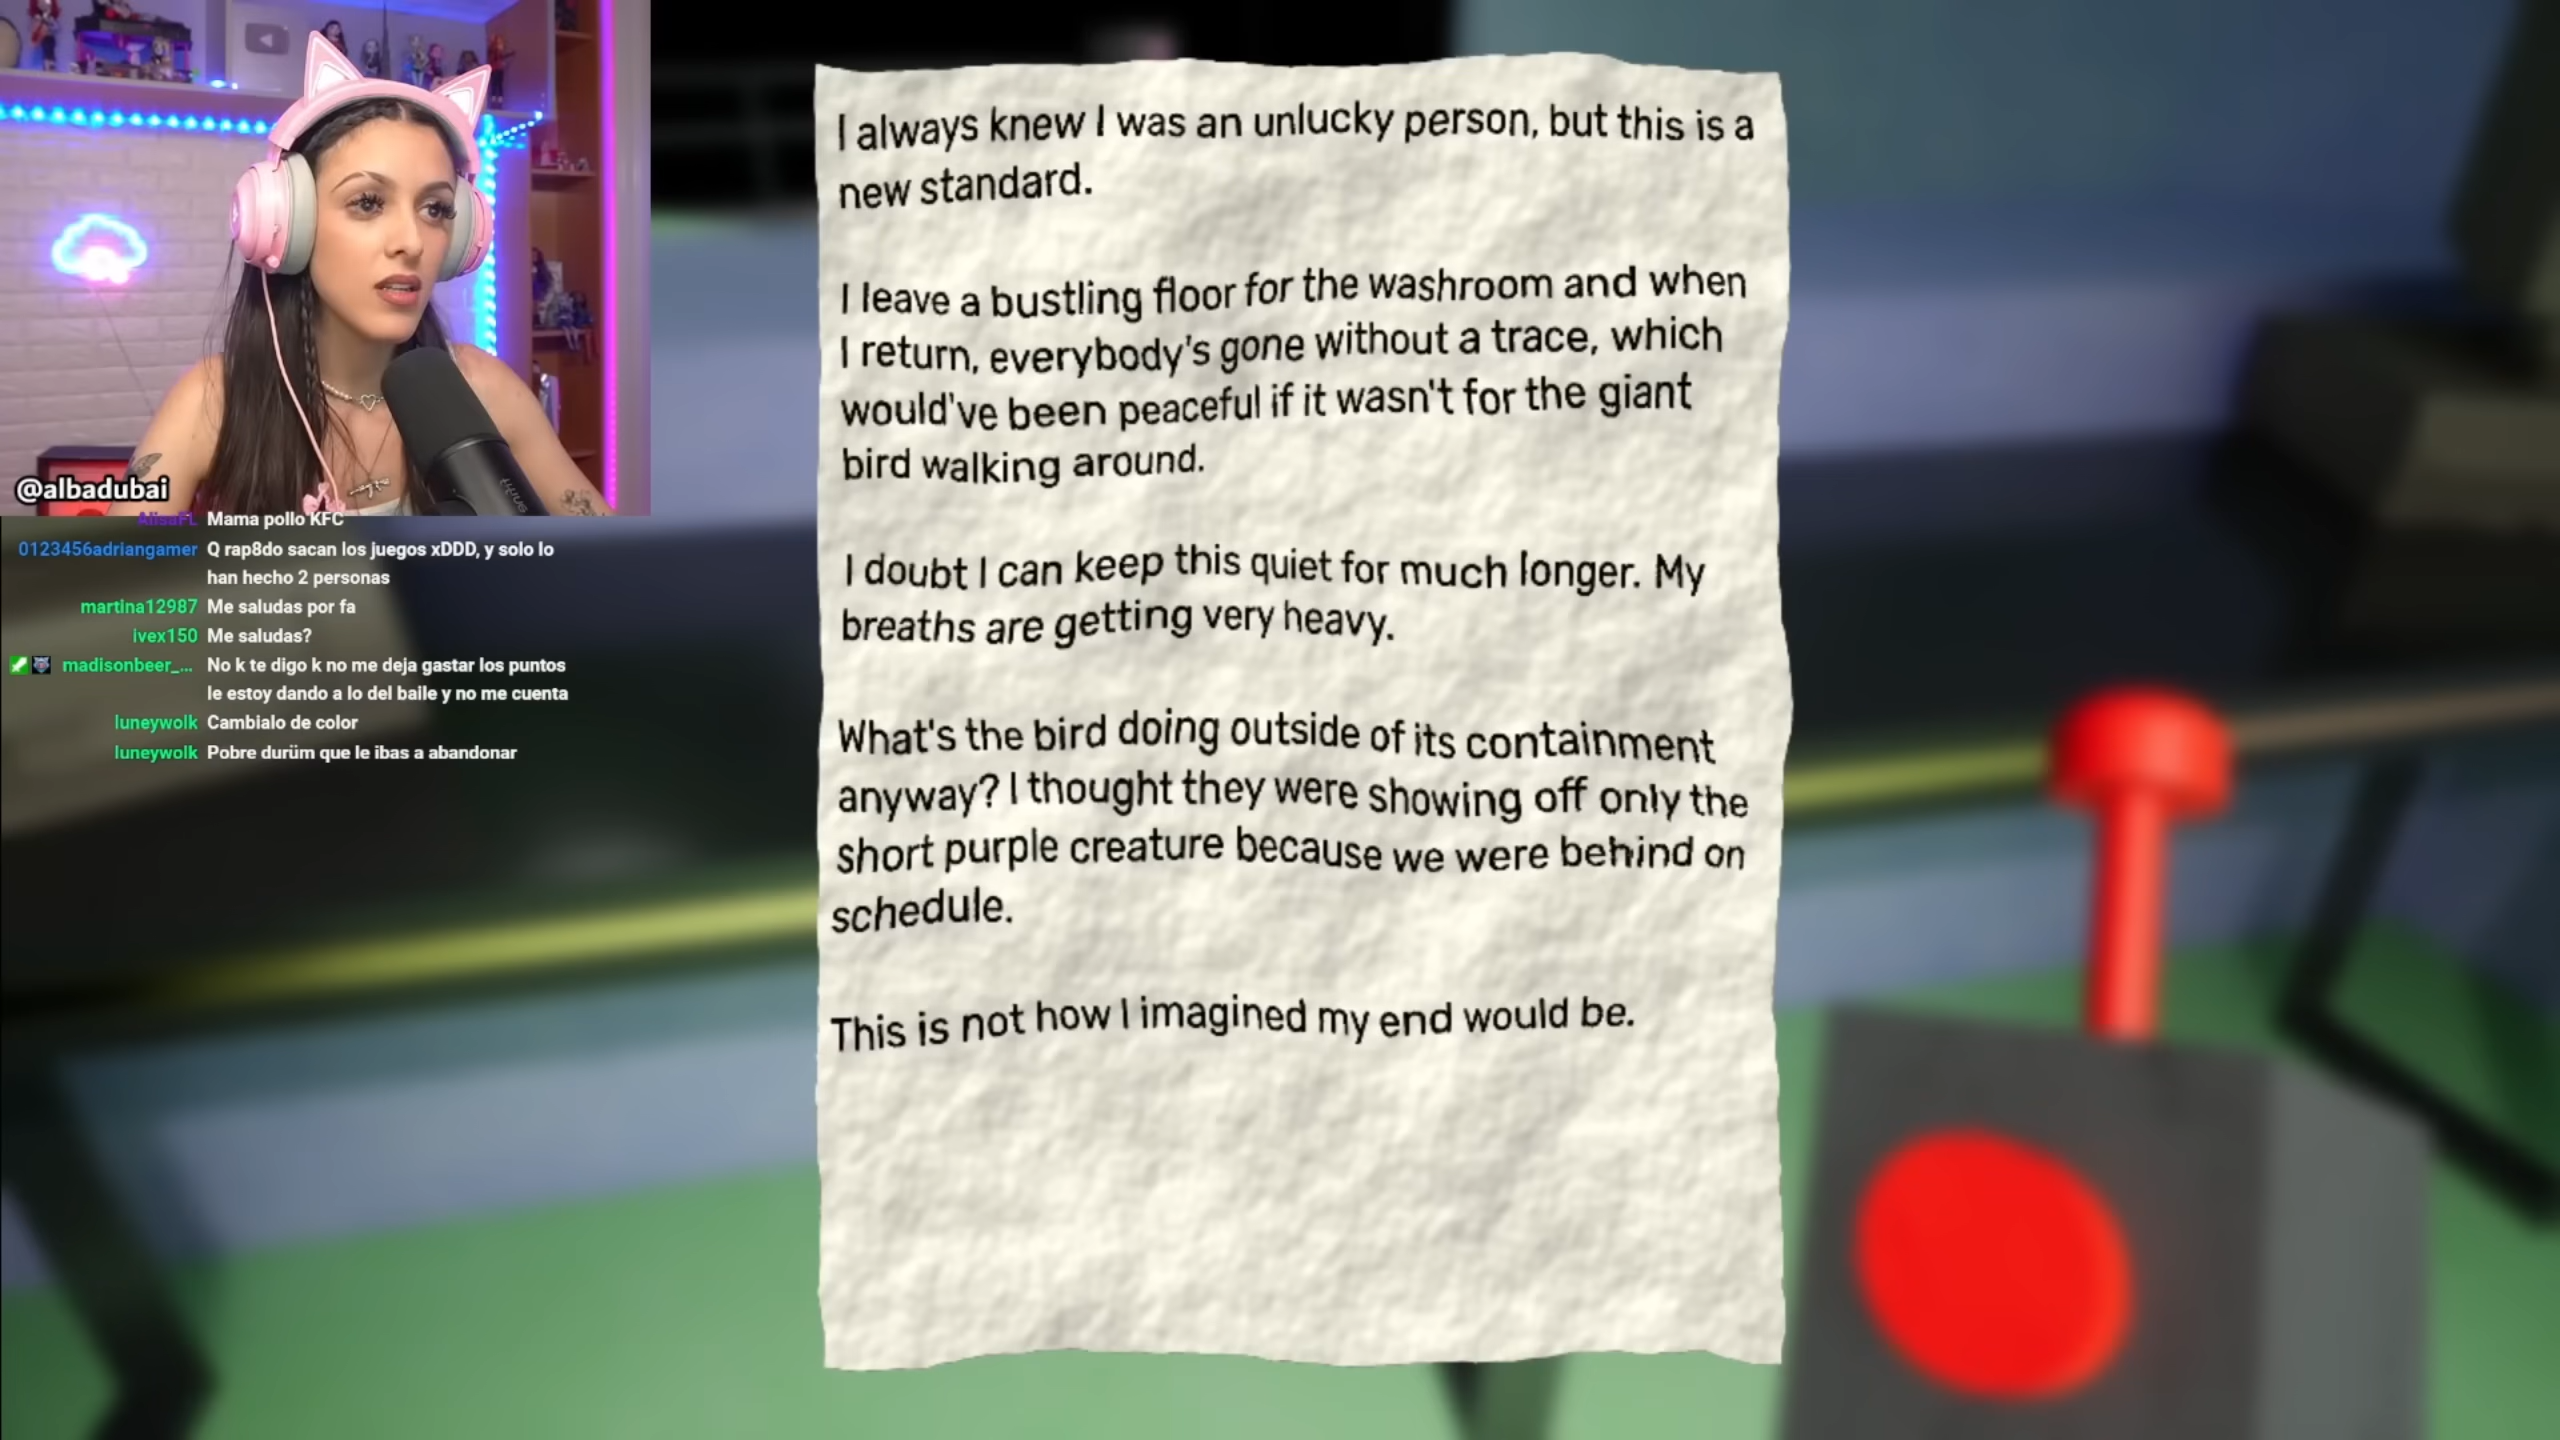 I always knew I was an unlucky person, but this is a
new standard.
I leave a bustling floor for the washroom and when
I return, everybody's gone without a trace, which
would've been peaceful if it wasn't for the giant
bird walking around.
I doubt I can keep this quiet for much longer. My
breaths are getting very heavy.
What's the bird doing outside of its containment
anyway? I thought they were showing off only the
short purple creature because we were behind on
schedule.
This is not how I imagined my end would be.
@albadubai
AlisaFL Mama pollo KFC
0123456adriangamer Q rap8do sacan los juegos xDDD, y solo lo
han hecho 2 personas
martina12987 Me saludas por fa
ivex150 Me saludas?
madisonbeer_... No k te digo k no me deja gastar los puntos
le estoy dando a lo del baile y no me cuenta
luneywolk Cambialo de color
luneywolk Pobre durüm que le ibas a abandonar